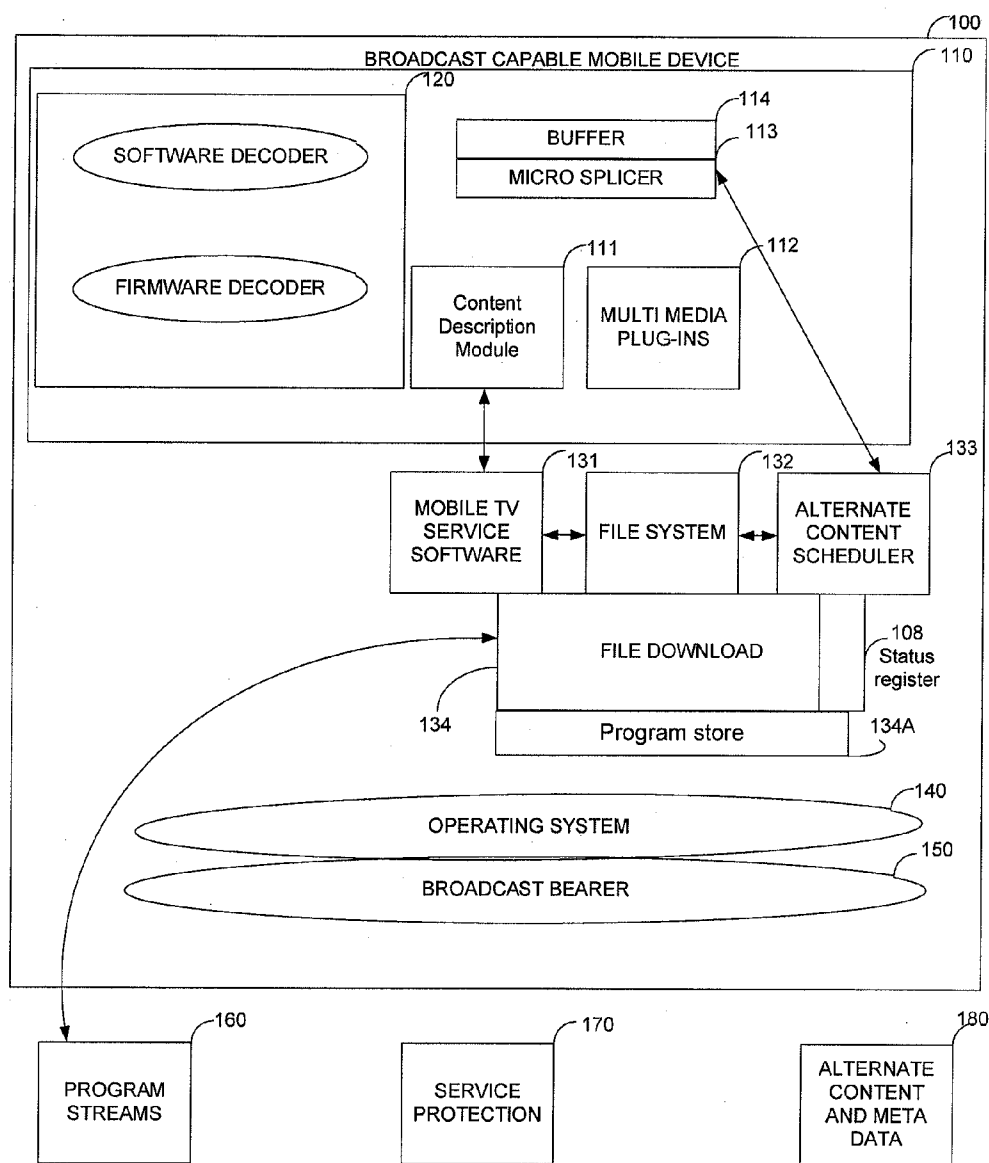 100
BROADCAST CAPABLE MOBILE DEVICE
110
120
SOFTWARE DECODER
FIRMWARE DECODER
114
BUFFER
113
MICRO SPLICER
111
Content
Description
Module
112
MULTI MEDIA
PLUG-INS
131
MOBILE TV
SERVICE
SOFTWARE
132
FILE SYSTEM
133
ALTERNATE
CONTENT
SCHEDULER
FILE DOWNLOAD
108
Status
register
134
Program store
134A
140
OPERATING SYSTEM
150
BROADCAST BEARER
160
PROGRAM
STREAMS
170
SERVICE
PROTECTION
180
ALTERNATE
CONTENT
AND META
DATA